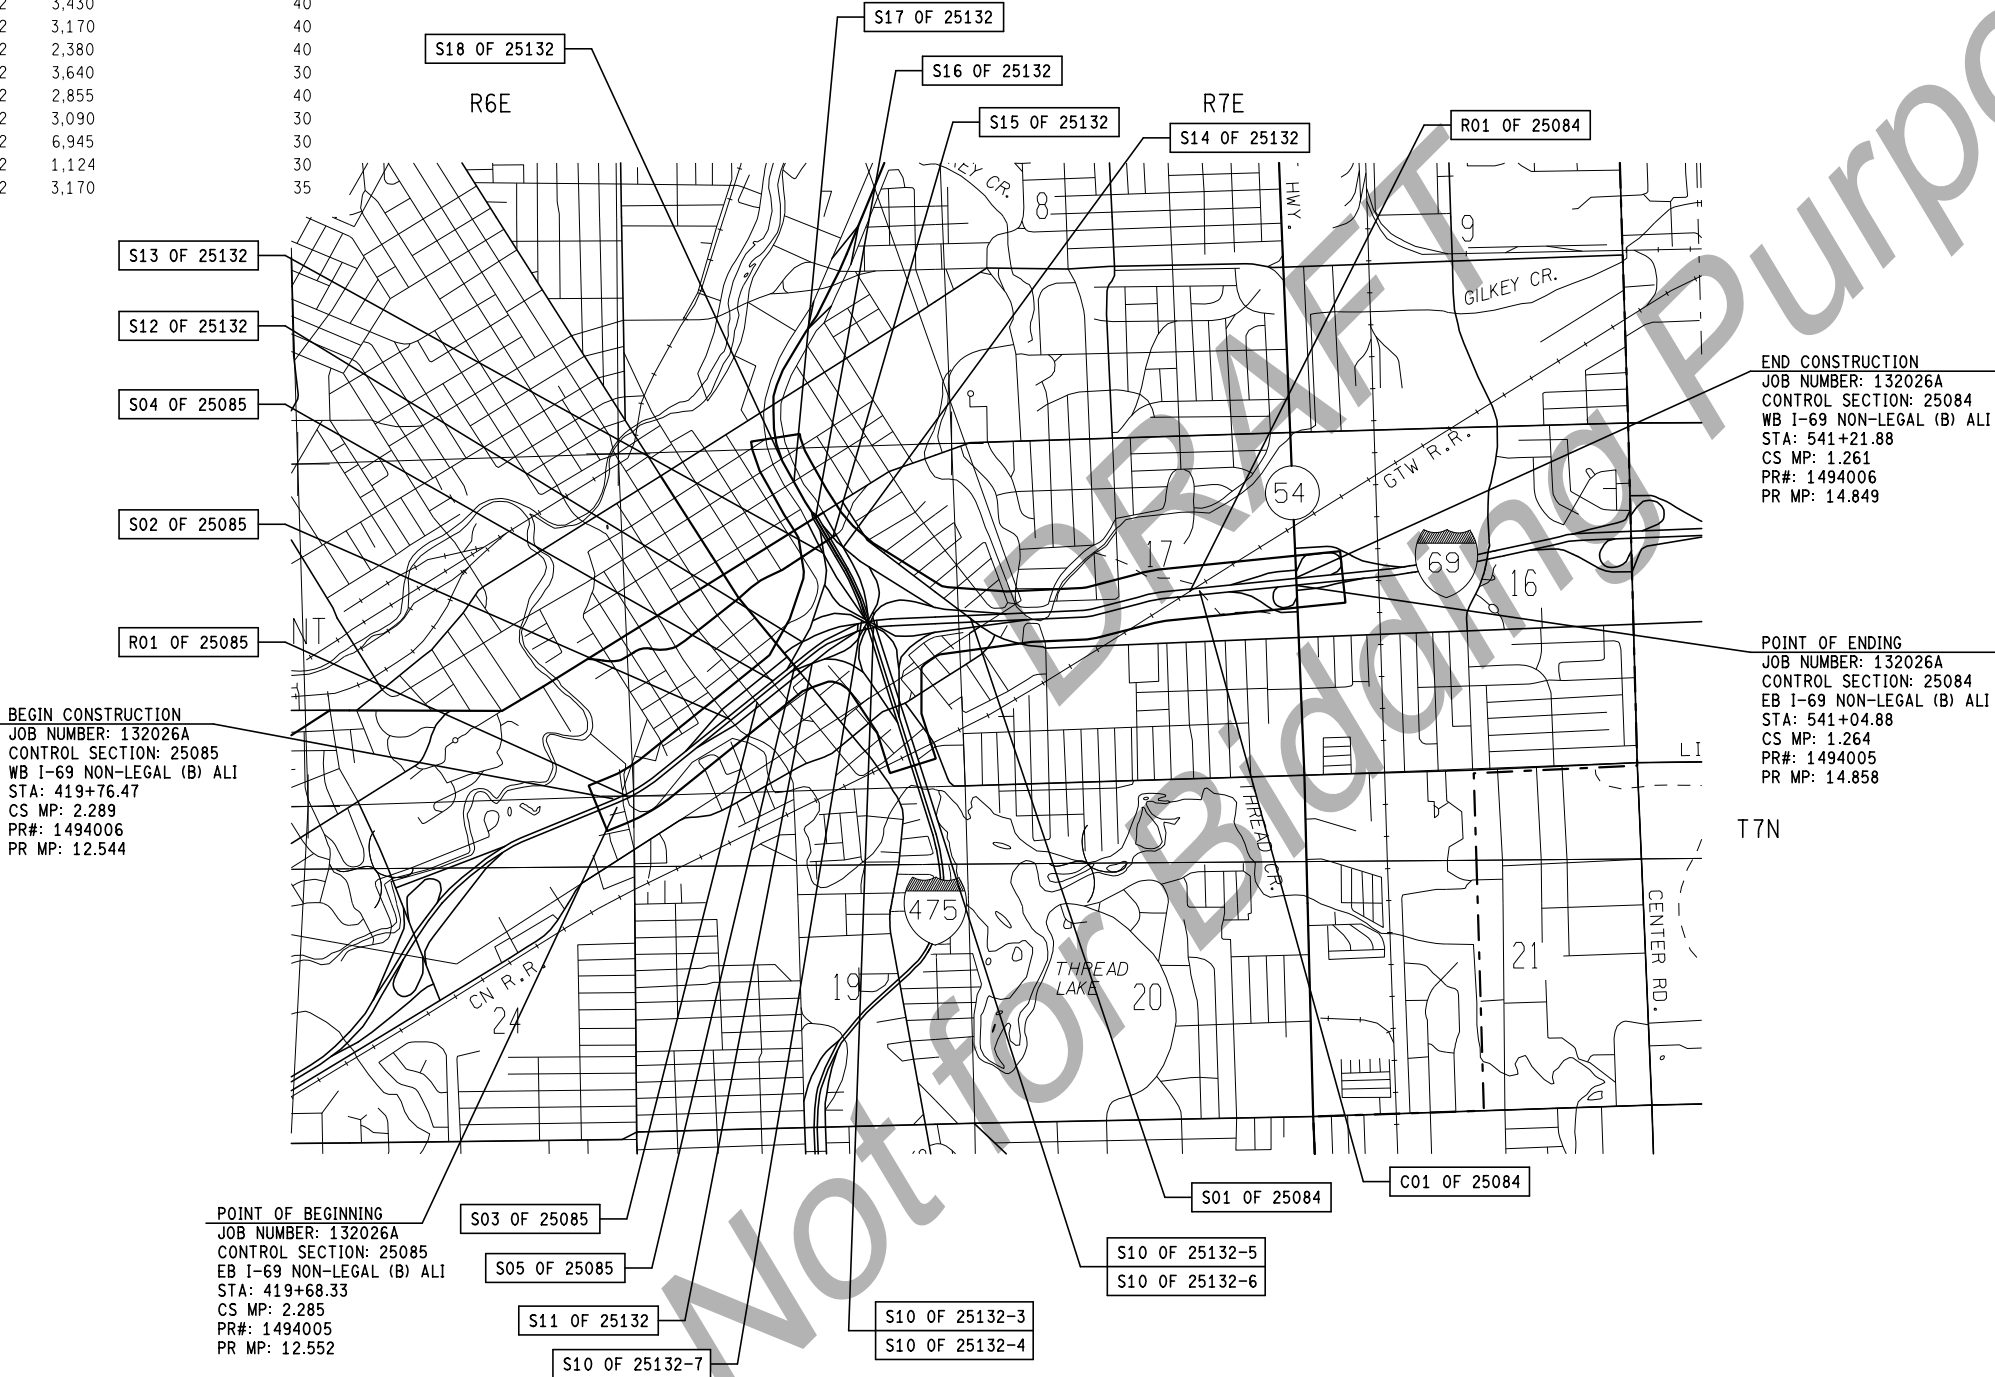 2 3,430 40
2 3,170 40
2 2,380 40
2 3,640 30
2 2,855 40
2 3,090 30
2 6,945 30
2 1,124 30
2 3,170 35
S17 OF 25132
S18 OF 25132
S16 OF 25132
R6E
R7E
S15 OF 25132
S14 OF 25132
R01 OF 25084
CR.
8
HWY.
9
S13 OF 25132
GILKEY CR.
S12 OF 25132
S04 OF 25085
END CONSTRUCTION
JOB NUMBER: 132026A
CONTROL SECTION: 25084
WB I-69 NON-LEGAL (B) ALI
STA: 541+21.88
CS MP: 1.261
PR#: 1494006
PR MP: 14.849
GTW R.R.
54
S02 OF 25085
17
69
16
NT
R01 OF 25085
POINT OF ENDING
JOB NUMBER: 132026A
CONTROL SECTION: 25084
EB I-69 NON-LEGAL (B) ALI
STA: 541+04.88
CS MP: 1.264
PR#: 1494005
PR MP: 14.858
BEGIN CONSTRUCTION
JOB NUMBER: 132026A
CONTROL SECTION: 25085
WB I-69 NON-LEGAL (B) ALI
STA: 419+76.47
CS MP: 2.289
PR#: 1494006
PR MP: 12.544
LI
T7N
THREAD CR.
475
CENTER RD.
CN R.R.
24
19
THREAD
LAKE
20
21
C01 OF 25084
S01 OF 25084
POINT OF BEGINNING
JOB NUMBER: 132026A
CONTROL SECTION: 25085
EB I-69 NON-LEGAL (B) ALI
STA: 419+68.33
CS MP: 2.285
PR#: 1494005
PR MP: 12.552
S03 OF 25085
S05 OF 25085
S10 OF 25132-5
S10 OF 25132-6
S11 OF 25132
S10 OF 25132-3
S10 OF 25132-4
S10 OF 25132-7
DRAFT
Not for Bidding Purpo